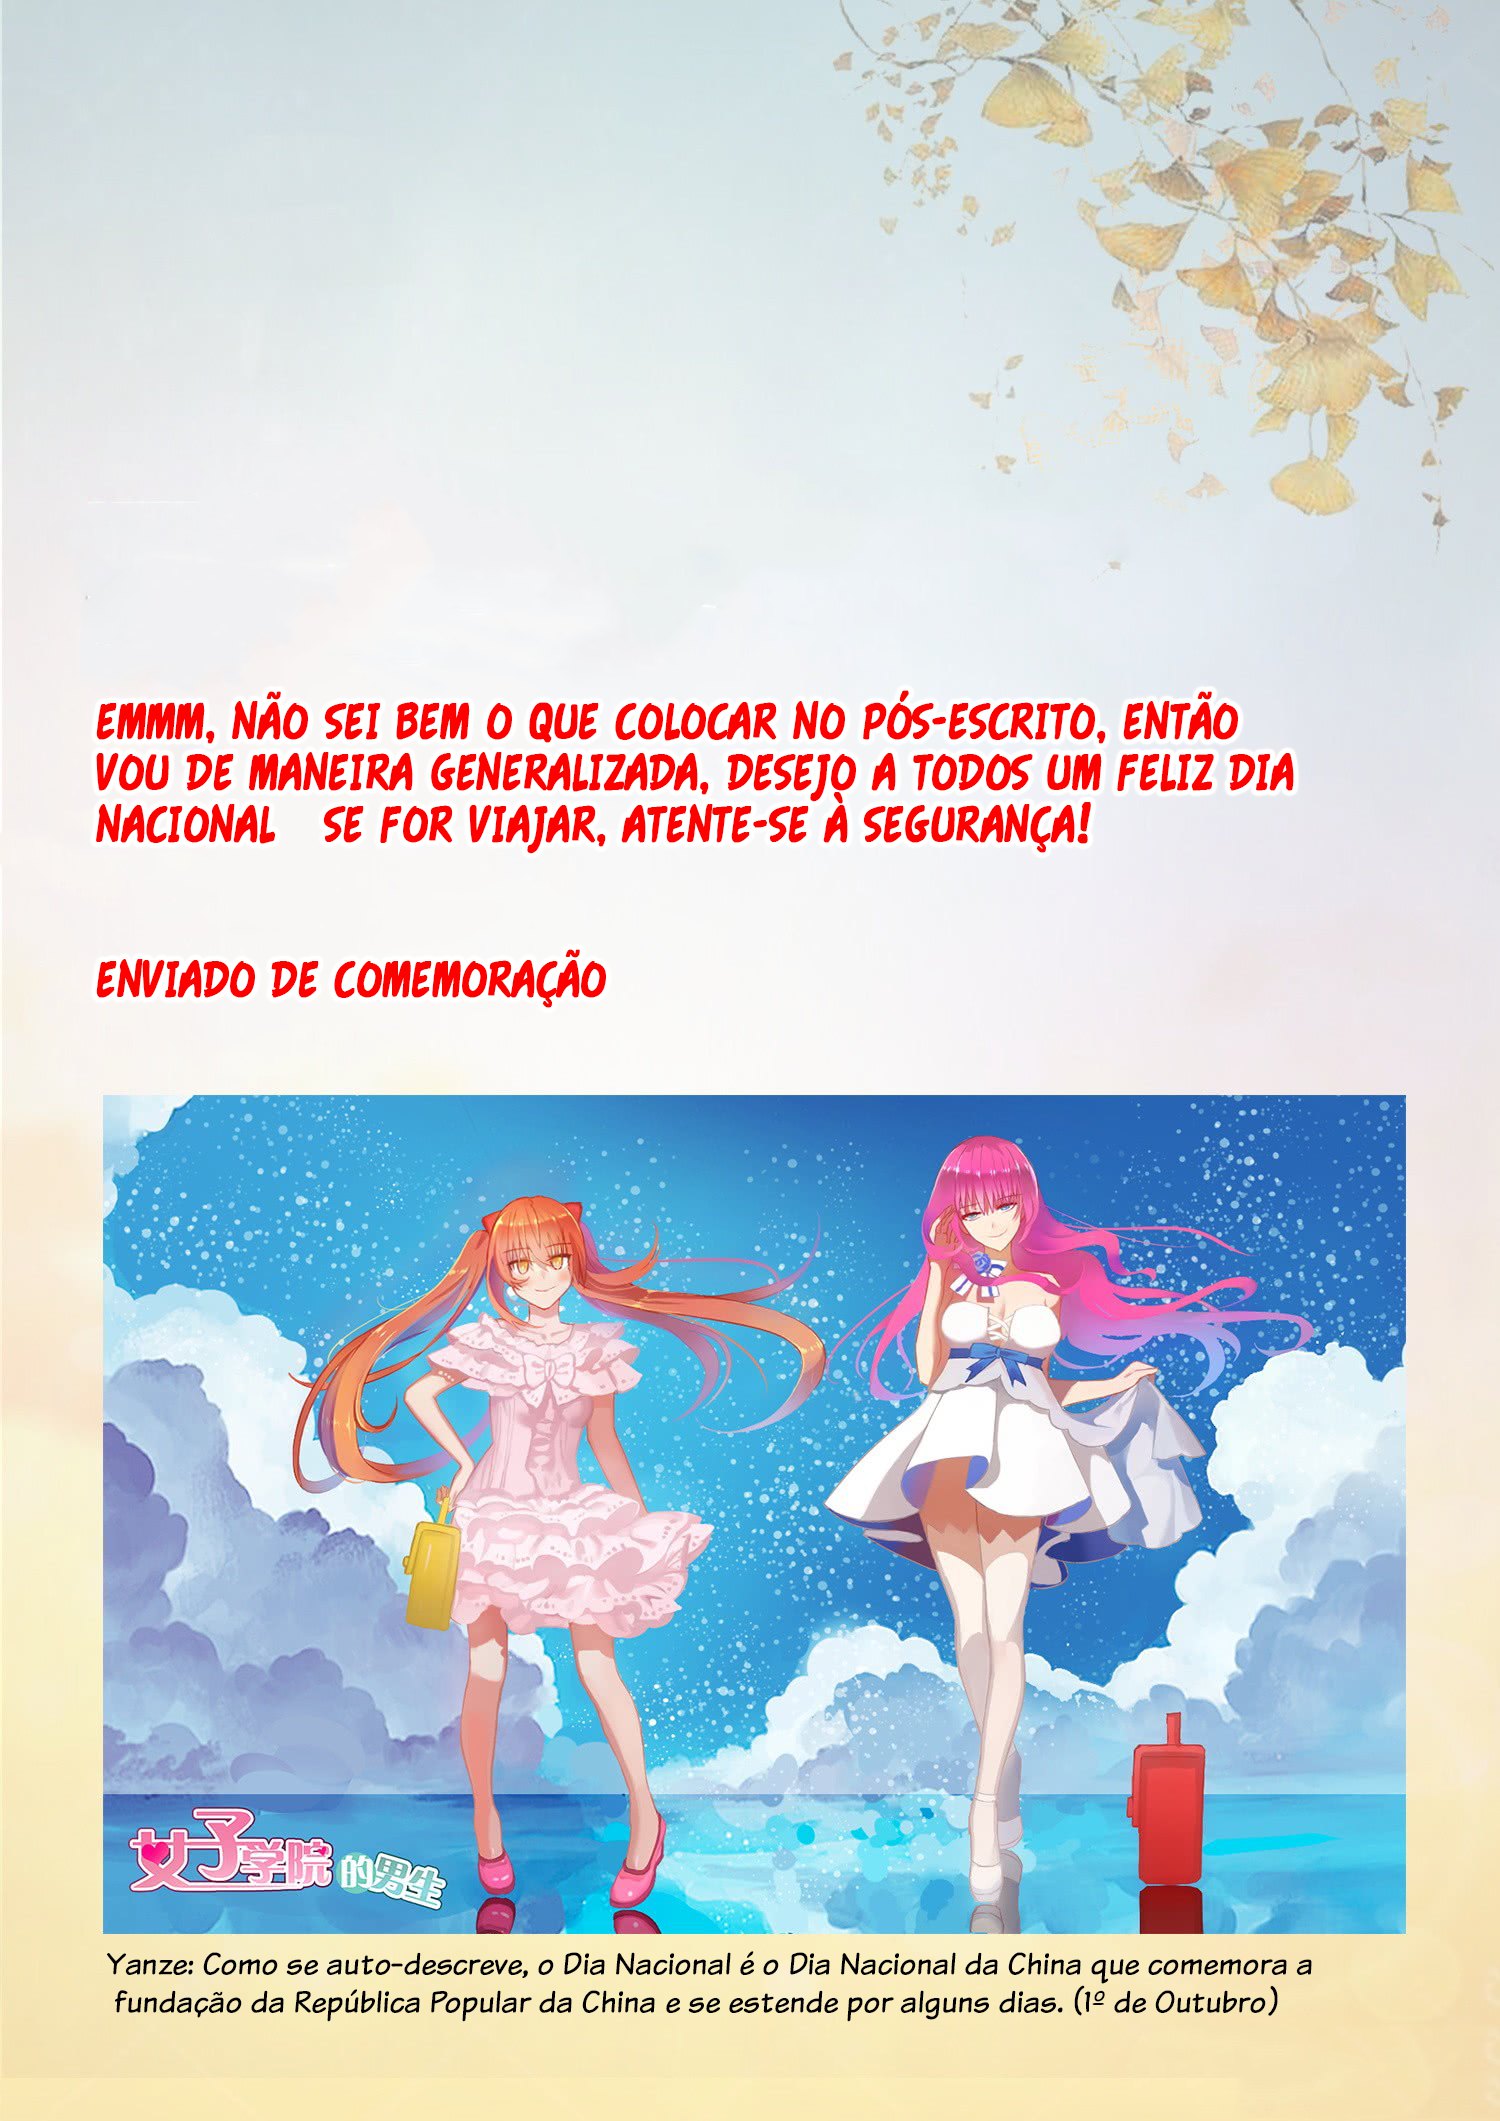 EMMM, NÃO SEI BEM O QUE COLOCAR NO PÓS-ESCRITO, ENTÃO
VOU DE MANEIRA GENERALIZADA, DESEJO A TODOS UM FELIZ DIA
NACIONAL SE FOR VIAJAR, ATENTE-SE À SEGURANÇA!
ENVIADO DE COMEMORAÇÃO
女子学院的男生
Yanze: Como se auto-descreve, o Dia Nacional é o Dia Nacional da China que comemora a
fundação da República Popular da China e se estende por alguns dias. (1º de Outubro)